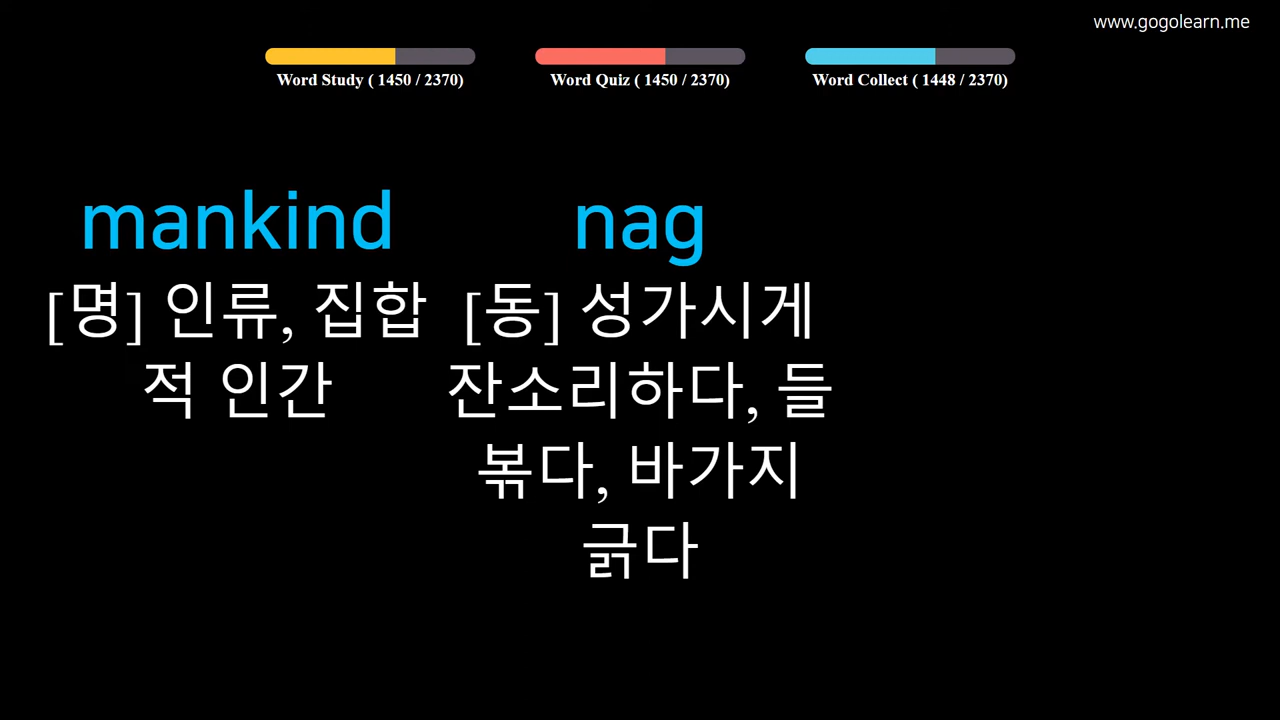 www.gogolearn.me
Word Study ( 1450 / 2370)
Word Quiz ( 1450 / 2370)
Word Collect ( 1448 / 2370)
mankind
[명] 인류, 집합
적 인간
nag
[동] 성가시게
잔소리하다, 들
볶다, 바가지
긁다